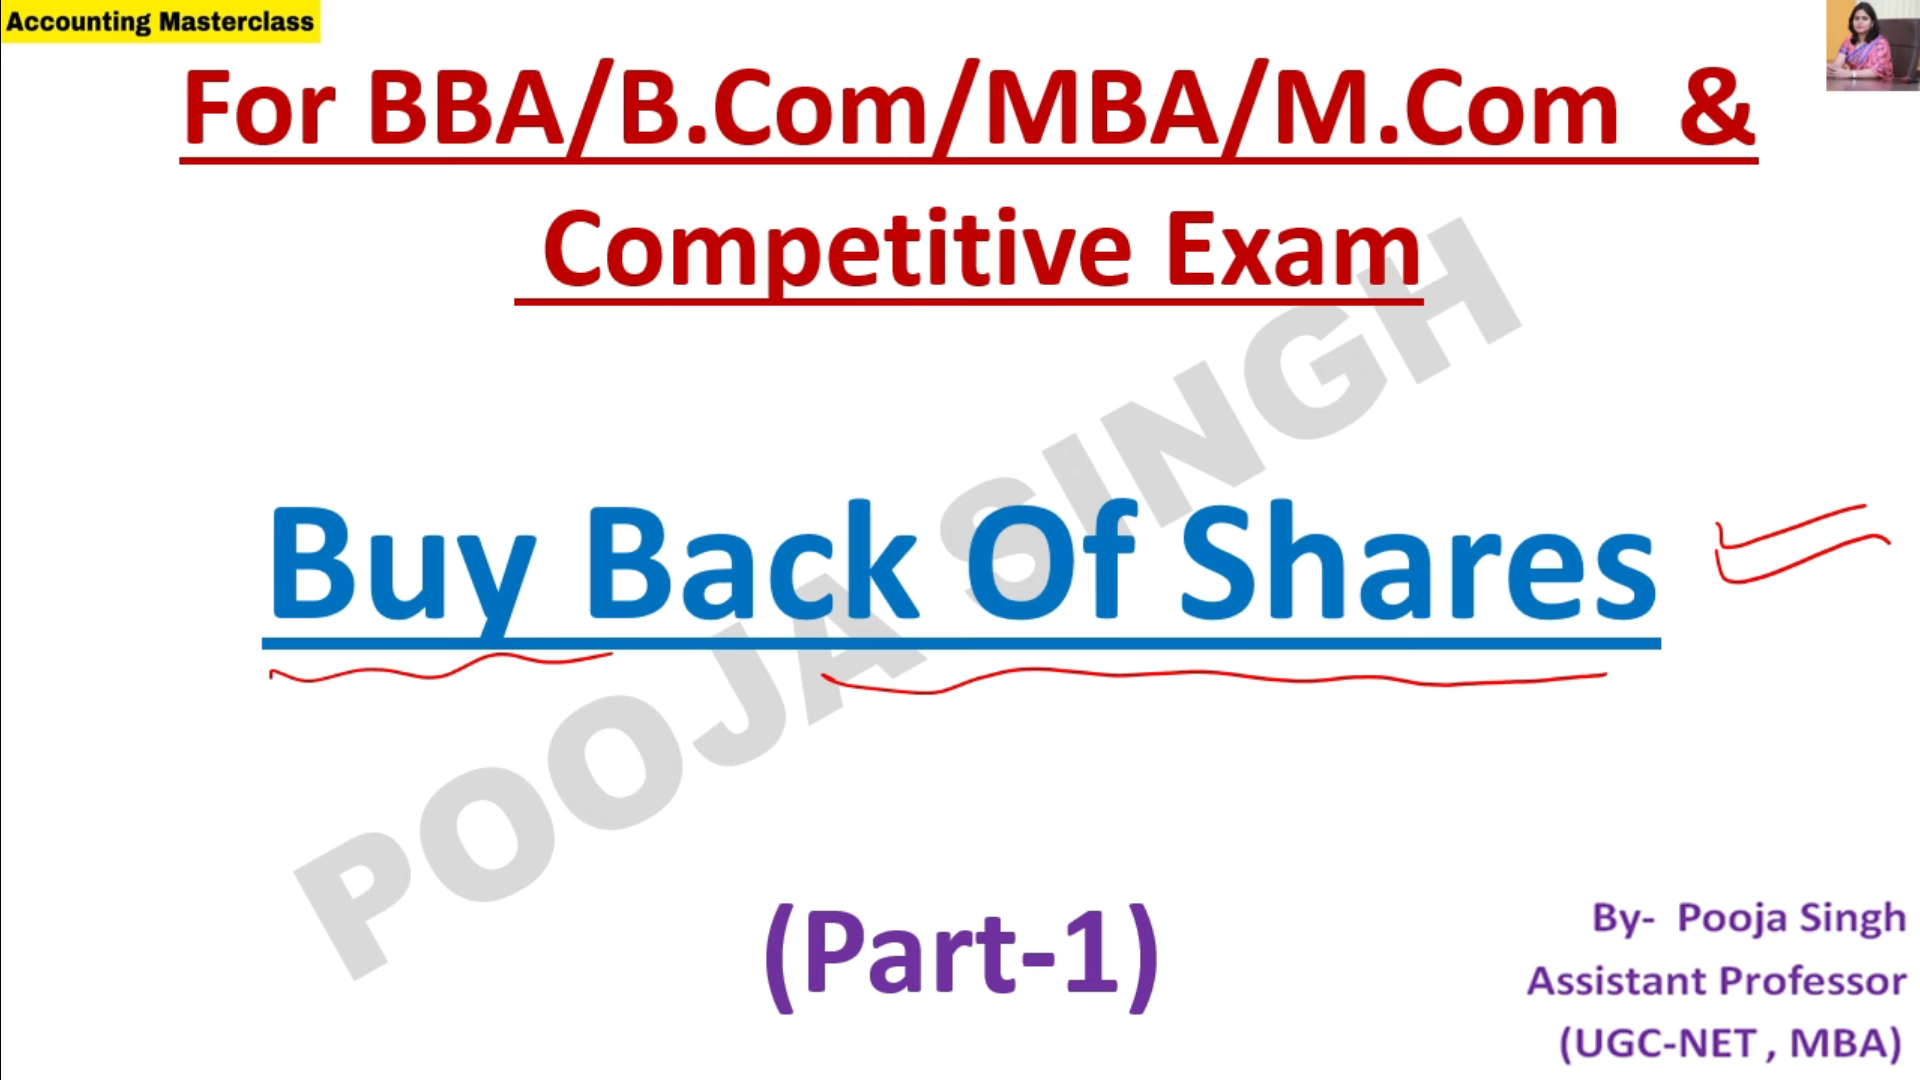 Accounting Masterclass
For BBA/B.Com/MBA/M.Com &
Competitive Exam
POOJA SINGH
Buy Back Of Shares
(Part-1)
By- Pooja Singh
Assistant Professor
(UGC-NET , MBA)